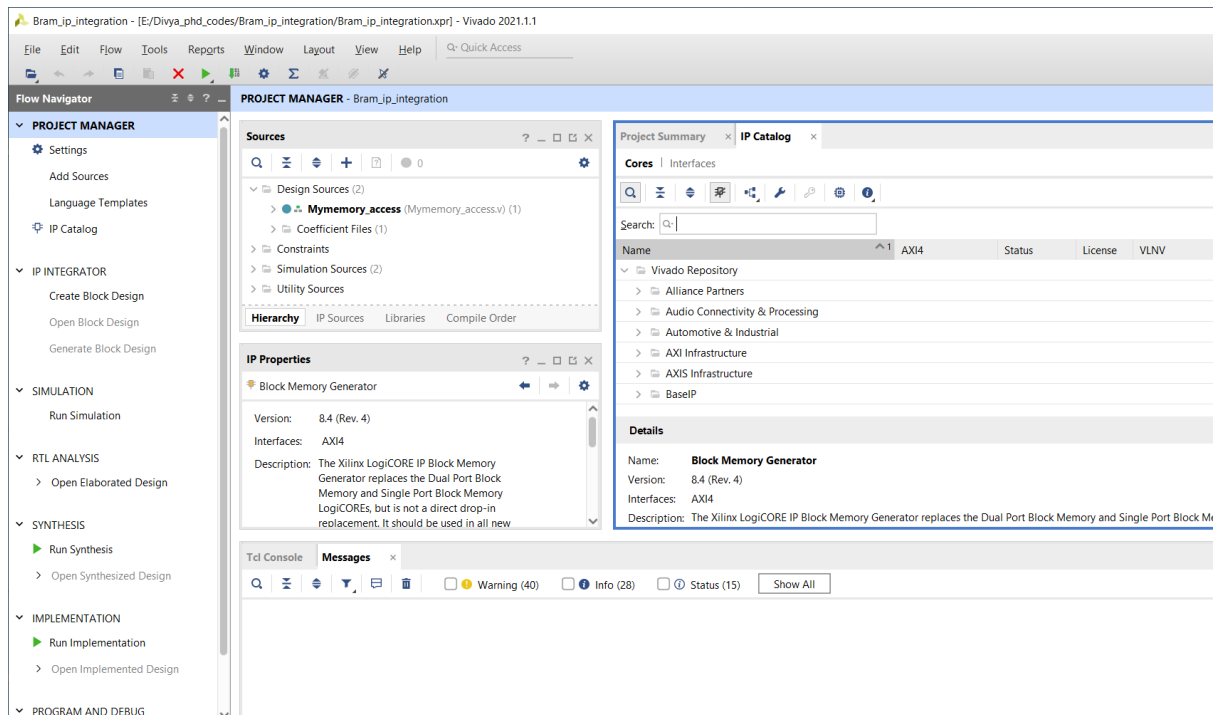 Bram_ip_integration - [E:/Divya_phd_codes/Bram_ip_integration/Bram_ip_integration.xpr] - Vivado 2021.1.1
File Edit Flow Tools Reports Window Layout View Help Quick Access
Flow Navigator
PROJECT MANAGER
Settings
Add Sources
Language Templates
IP Catalog
IP INTEGRATOR
Create Block Design
Open Block Design
Generate Block Design
SIMULATION
Run Simulation
RTL ANALYSIS
Open Elaborated Design
SYNTHESIS
Run Synthesis
Open Synthesized Design
IMPLEMENTATION
Run Implementation
Open Implemented Design
PROGRAM AND DEBUG
PROJECT MANAGER - Bram_ip_integration
Sources
0
Design Sources (2)
Mymemory_access (Mymemory_access.v) (1)
Coefficient Files (1)
Constraints
Simulation Sources (2)
Utility Sources
Hierarchy IP Sources Libraries Compile Order
IP Properties
Block Memory Generator
Version: 8.4 (Rev. 4)
Interfaces: AXI4
Description: The Xilinx LogiCORE IP Block Memory
Generator replaces the Dual Port Block
Memory and Single Port Block Memory
LogiCOREs, but is not a direct drop-in
replacement. It should be used in all new
Project Summary IP Catalog
Cores | Interfaces
Search:
Name 1 AXI4 Status License VLNV
Vivado Repository
Alliance Partners
Audio Connectivity & Processing
Automotive & Industrial
AXI Infrastructure
AXIS Infrastructure
BaseIP
Details
Name: Block Memory Generator
Version: 8.4 (Rev. 4)
Interfaces: AXI4
Description: The Xilinx LogiCORE IP Block Memory Generator replaces the Dual Port Block Memory and Single Port Block Me
Tcl Console Messages
Warning (40) Info (28) Status (15) Show All